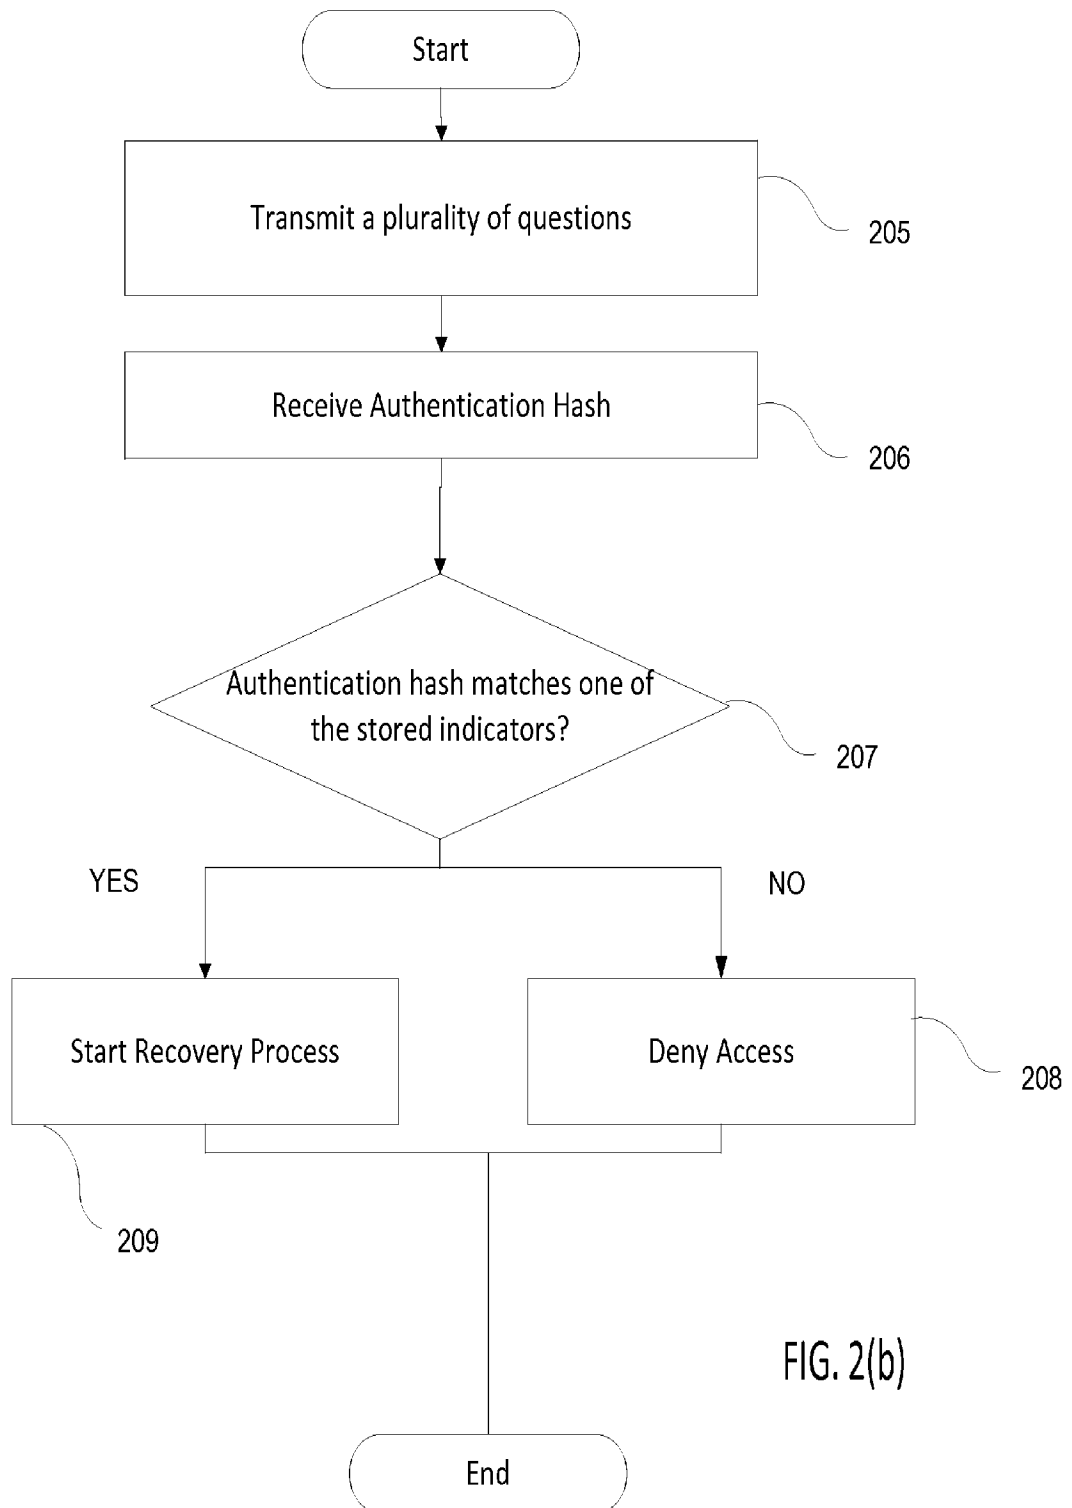 Start
Transmit a plurality of questions
205
Receive Authentication Hash
206
Authentication hash matches one of
the stored indicators?
207
YES
NO
Start Recovery Process
Deny Access
208
209
FIG. 2(b)
End